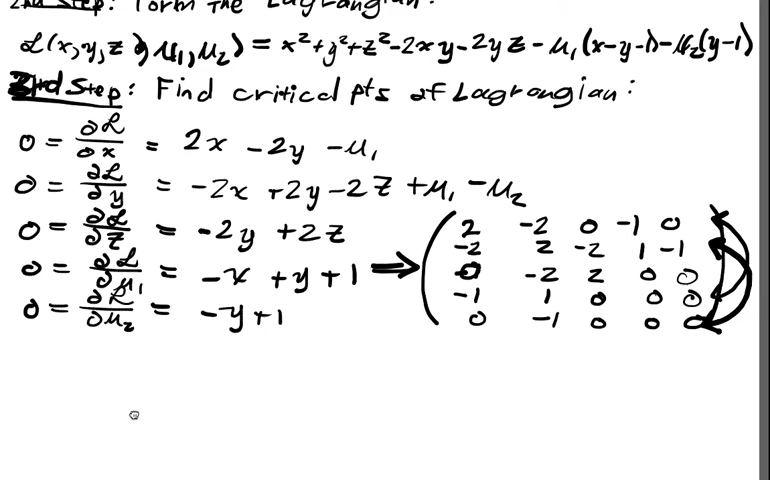 2nd Step: Form the Lagrangian:
ℒ(x,y,z,μ₁,μ₂) = x²+y²+z²-2xy-2yz-μ₁(x-y-1)-μ₂(y-1)
3rd Step: Find critical pts of Lagrangian:
0 = ∂ℒ/∂x = 2x -2y -μ₁
0 = ∂ℒ/∂y = -2x +2y -2z +μ₁ -μ₂
0 = ∂ℒ/∂z = -2y +2z
0 = ∂ℒ/∂μ₁ = -x +y +1 ⇒
0 = ∂ℒ/∂μ₂ = -y+1
2 -2 0 -1 0
-2 2 -2 1 -1
0 -2 2 0 0
-1 1 0 0 0
0 -1 0 0 0